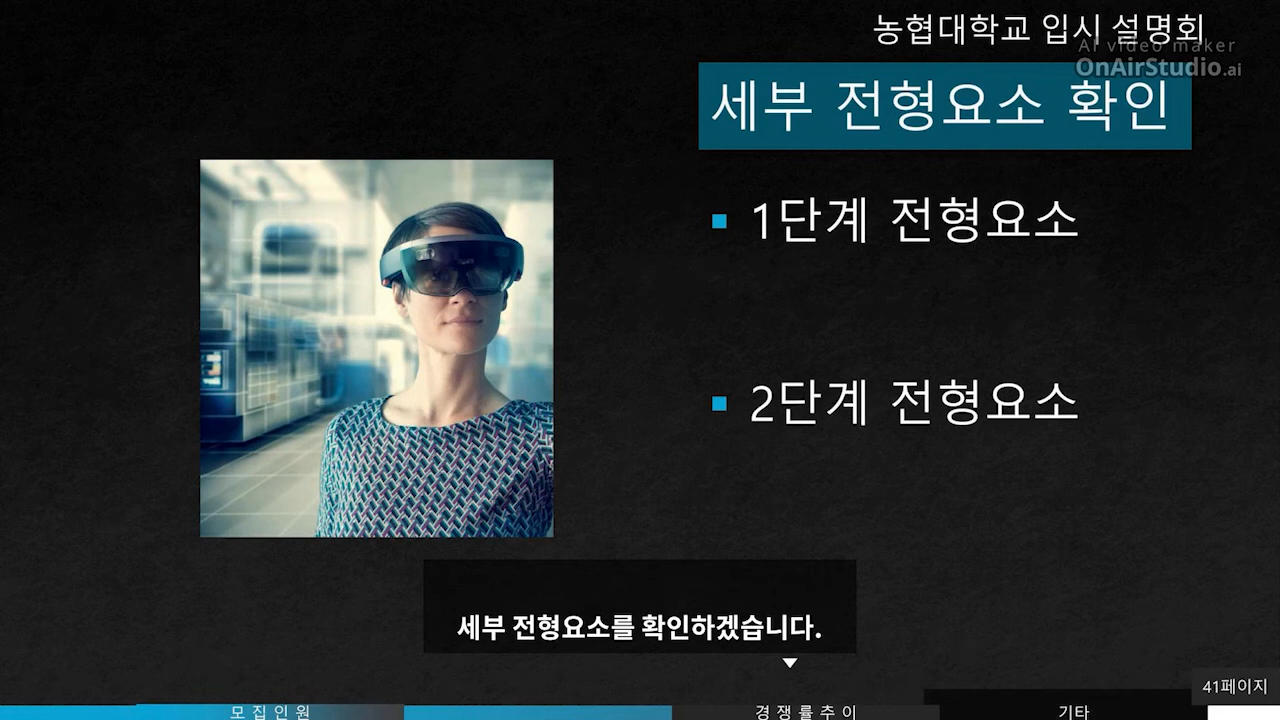 농협대학교 입시 설명회
AI video maker
OnAirStudio.ai
세부 전형요소 확인
1단계 전형요소
2단계 전형요소
세부 전형요소를 확인하겠습니다.
41페이지
모집인원
경쟁률추이
기타